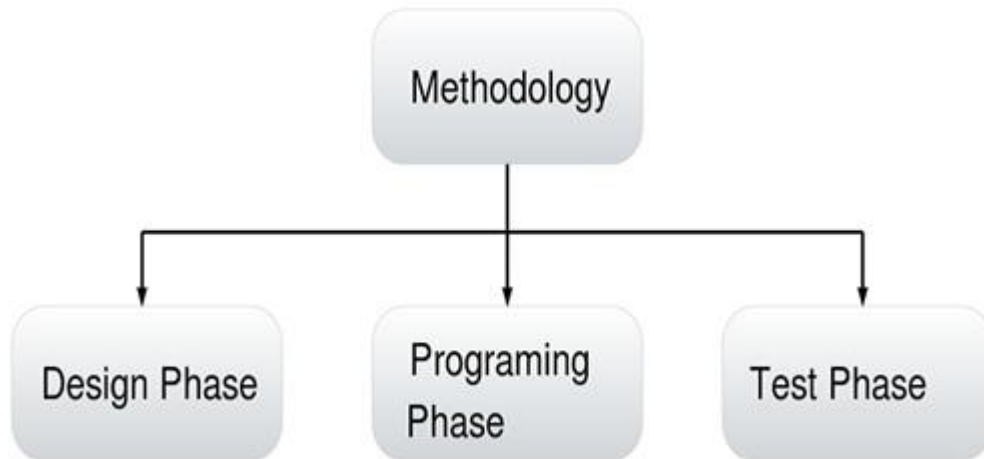 Methodology
Design Phase
Programing
Phase
Test Phase